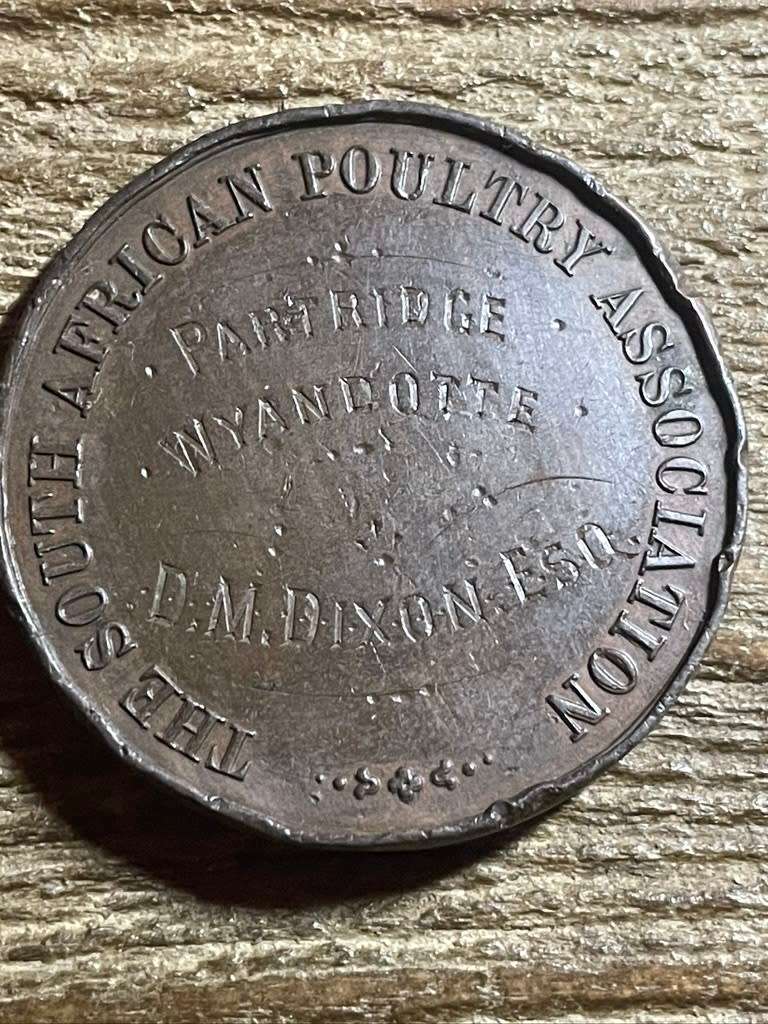 THE SOUTH AFRICAN POULTRY ASSOCIATION
PARTRIDGE
WYANDOTTE
D.M.DIXON.ESQ.